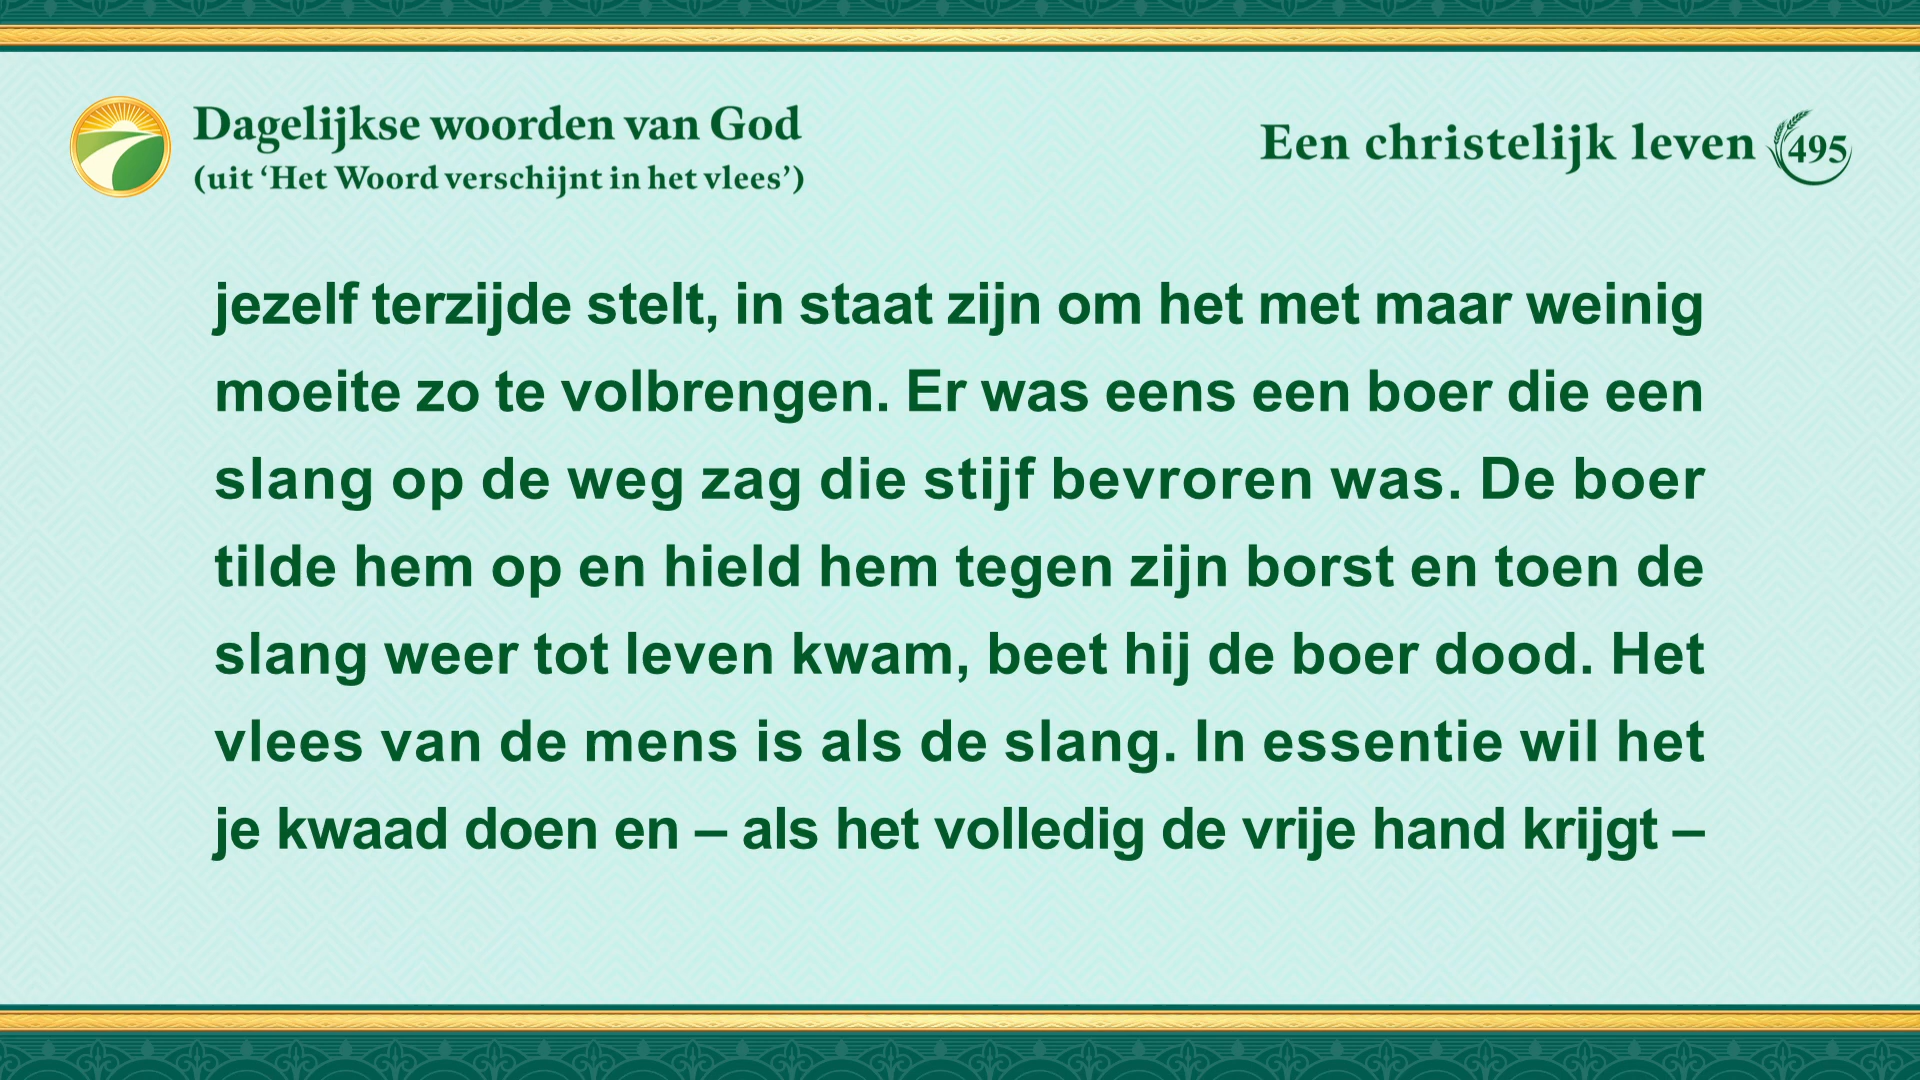 Dagelijkse woorden van God
(uit ‘Het Woord verschijnt in het vlees’)
Een christelijk leven 495
jezelf terzijde stelt, in staat zijn om het met maar weinig
moeite zo te volbrengen. Er was eens een boer die een
slang op de weg zag die stijf bevroren was. De boer
tilde hem op en hield hem tegen zijn borst en toen de
slang weer tot leven kwam, beet hij de boer dood. Het
vlees van de mens is als de slang. In essentie wil het
je kwaad doen en – als het volledig de vrije hand krijgt –